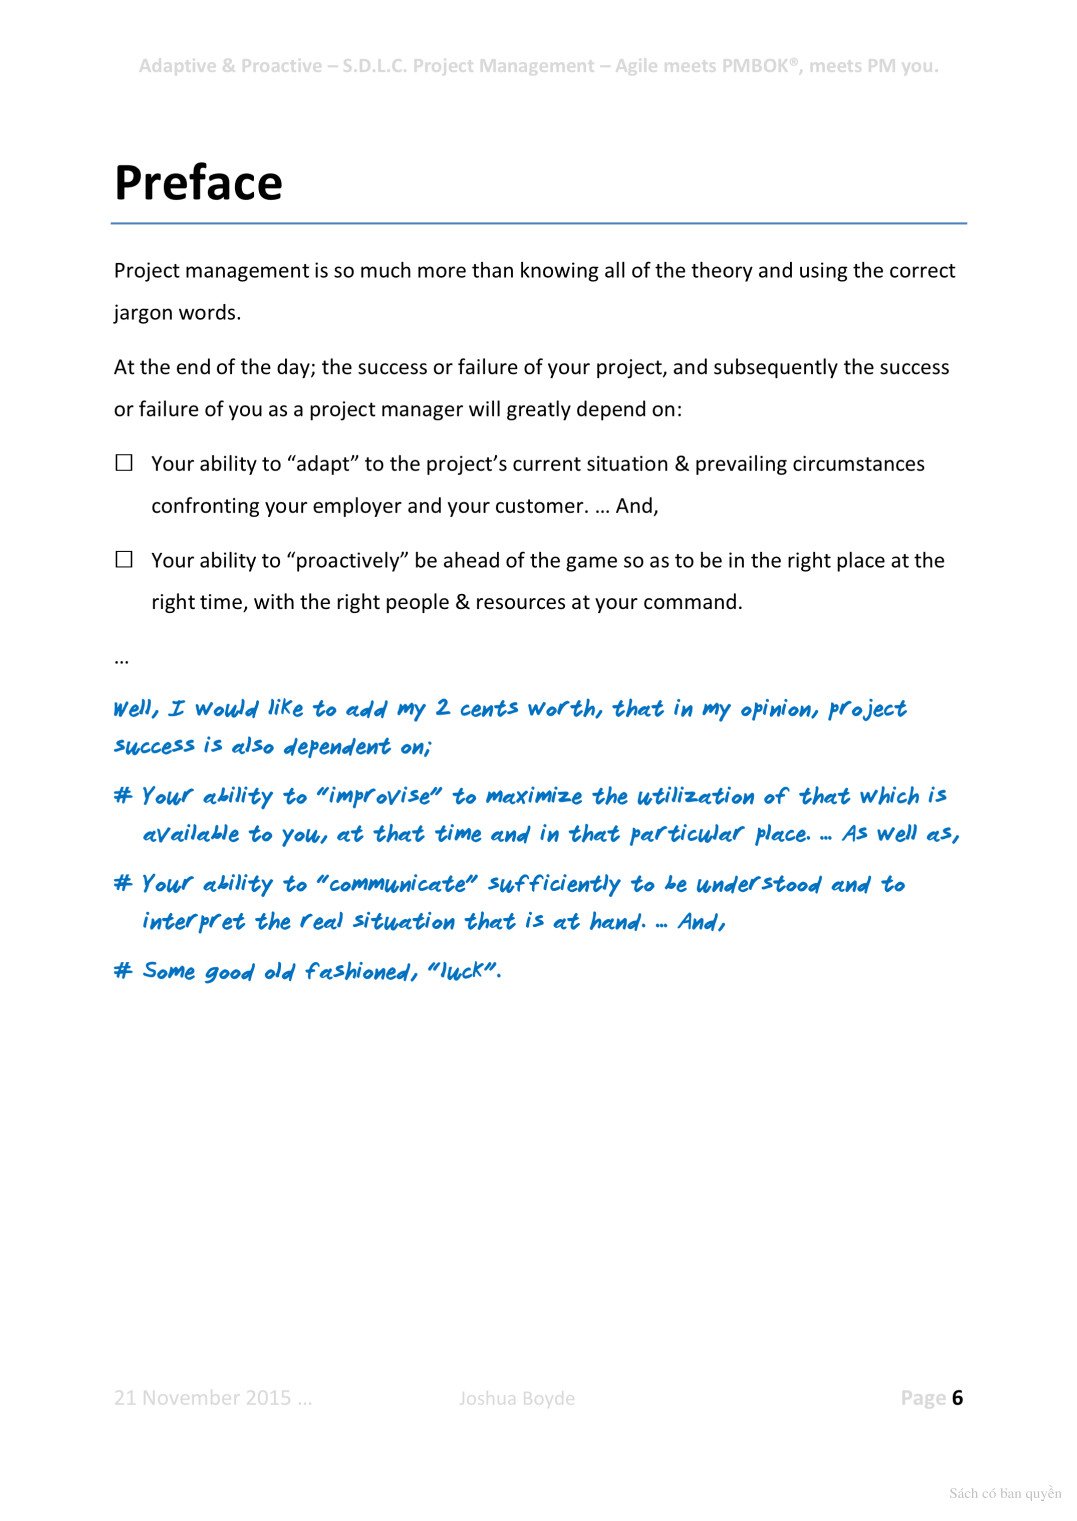 Adaptive & Proactive – S.D.L.C. Project Management – Agile meets PMBOK®, meets PM you.
Preface
Project management is so much more than knowing all of the theory and using the correct
jargon words.
At the end of the day; the success or failure of your project, and subsequently the success
or failure of you as a project manager will greatly depend on:
☐ Your ability to “adapt” to the project’s current situation & prevailing circumstances
confronting your employer and your customer. … And,
☐ Your ability to “proactively” be ahead of the game so as to be in the right place at the
right time, with the right people & resources at your command.
…
Well, I would like to add my 2 cents worth, that in my opinion, project
success is also dependent on;
# Your ability to “improvise” to maximize the utilization of that which is
available to you, at that time and in that particular place. … As well as,
# Your ability to “communicate” sufficiently to be understood and to
interpret the real situation that is at hand. … And,
# Some good old fashioned, “luck”.
21 November 2015 … Joshua Boyde Page 6
Sách có bản quyền